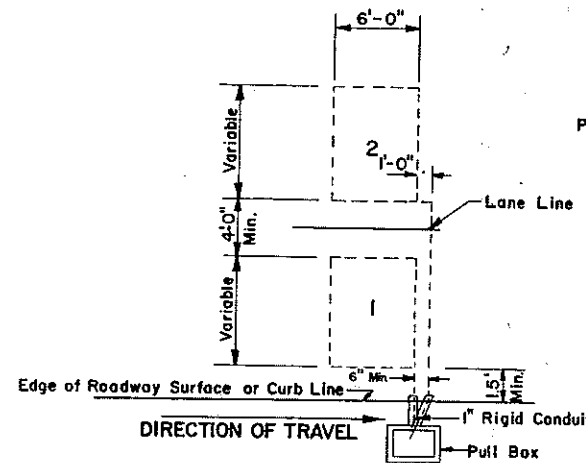 6'-0"
P
Variable
2
1'-0"
Lane Line
4'-0"
Min.
Variable
1
6" Min.
1.5'
Min.
Edge of Roadway Surface or Curb Line
1" Rigid Condui
DIRECTION OF TRAVEL
Pull Box